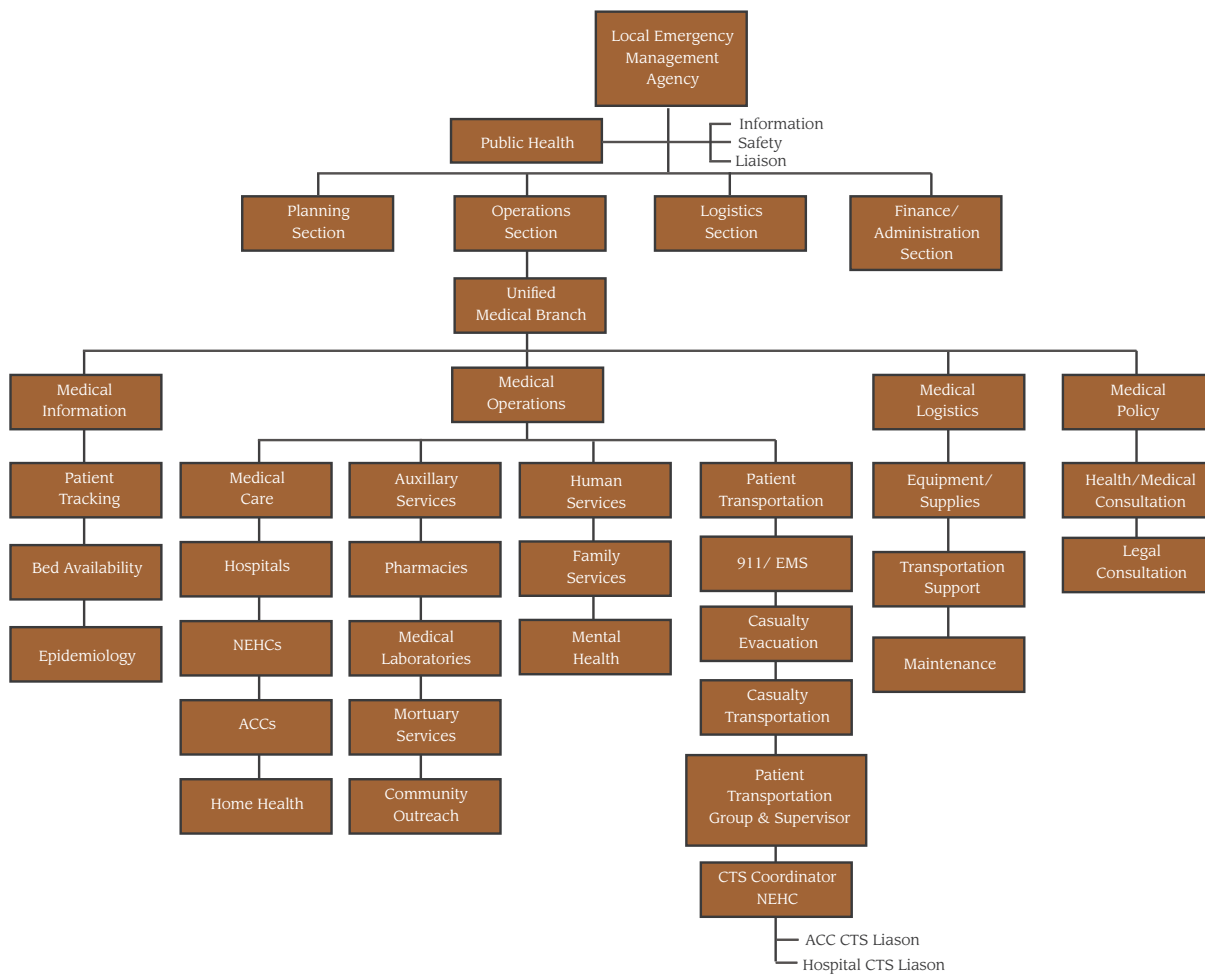 Local Emergency
Management
Agency
Public Health
Information
Safety
Liaison
Planning
Section
Operations
Section
Logistics
Section
Finance/
Administration
Section
Unified
Medical Branch
Medical
Information
Medical
Operations
Medical
Logistics
Medical
Policy
Patient
Tracking
Medical
Care
Auxillary
Services
Human
Services
Patient
Transportation
Equipment/
Supplies
Health/Medical
Consultation
Bed Availability
Hospitals
Pharmacies
Family
Services
911/ EMS
Transportation
Support
Legal
Consultation
Epidemiology
NEHCs
Medical
Laboratories
Mental
Health
Casualty
Evacuation
Maintenance
ACCs
Mortuary
Services
Casualty
Transportation
Home Health
Community
Outreach
Patient
Transportation
Group & Supervisor
CTS Coordinator
NEHC
ACC CTS Liason
Hospital CTS Liason